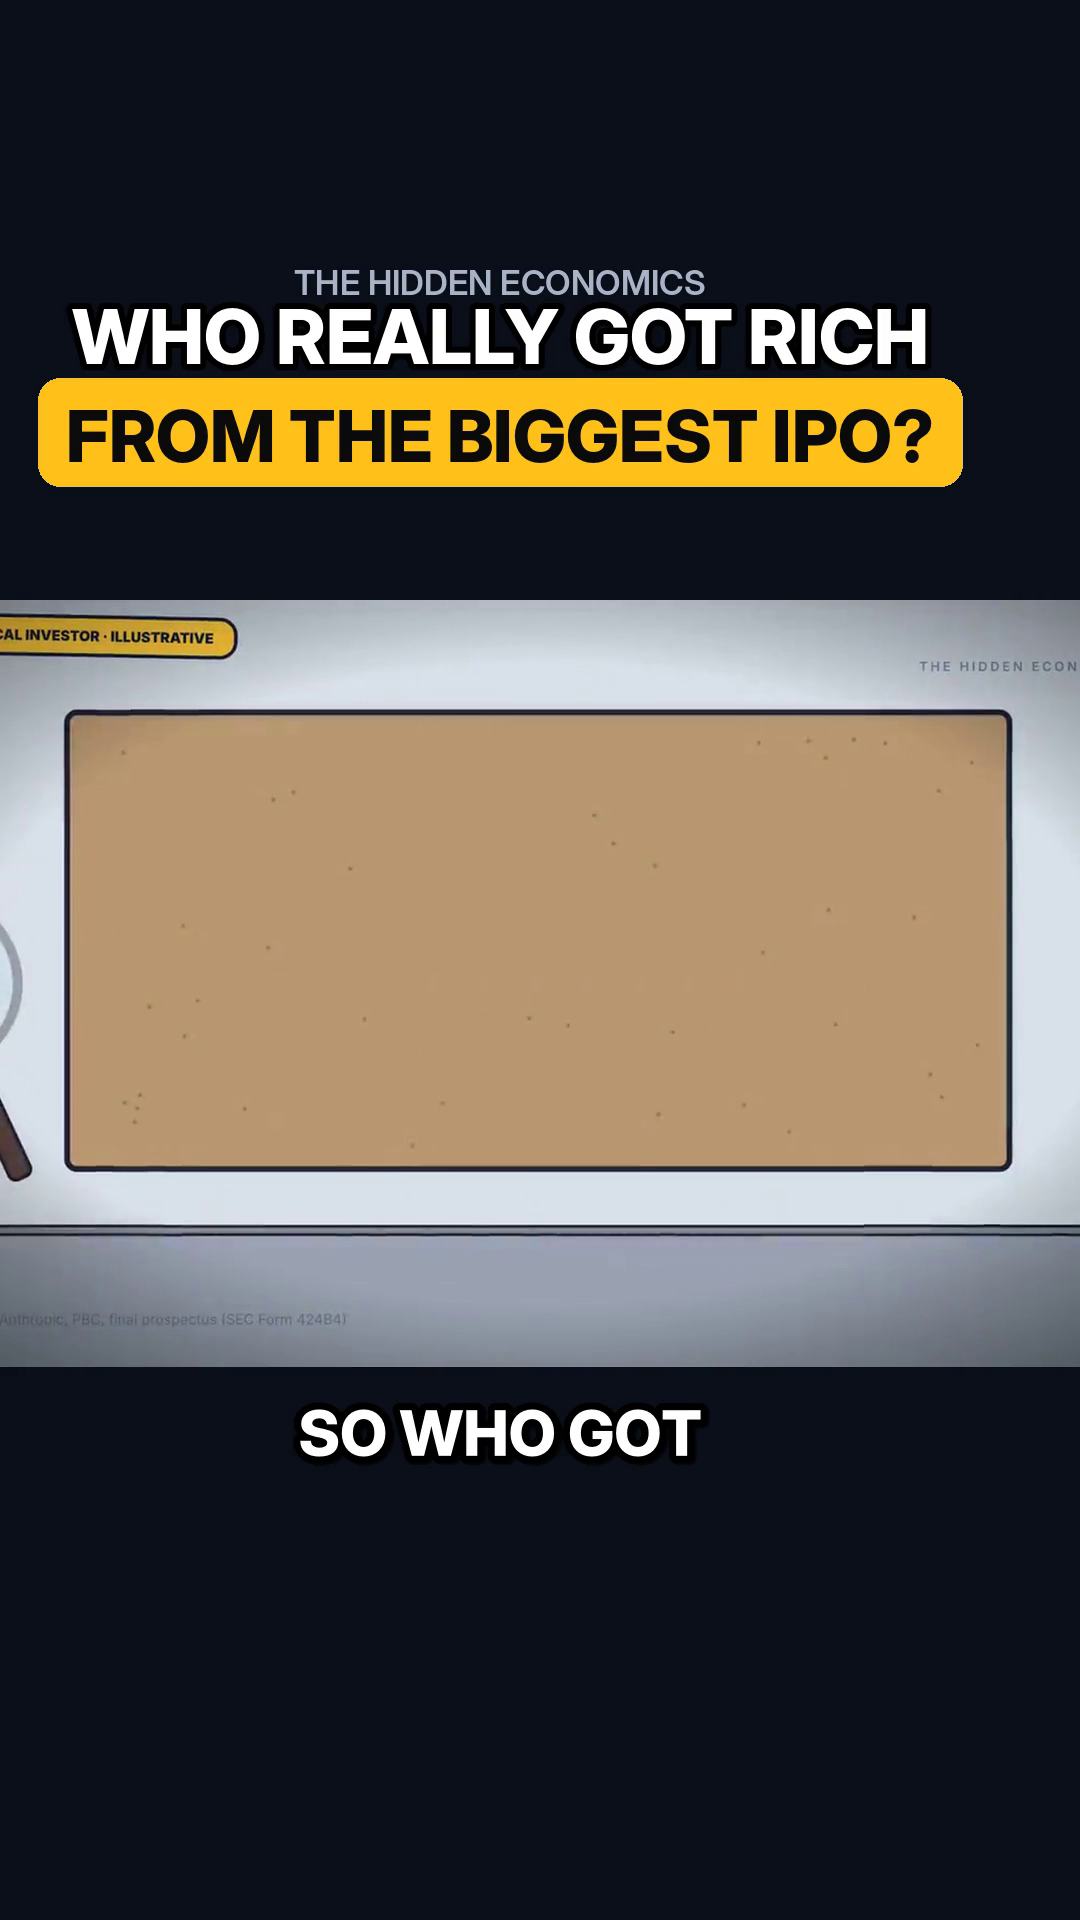 THE HIDDEN ECONOMICS
WHO REALLY GOT RICH
FROM THE BIGGEST IPO?
CAL INVESTOR · ILLUSTRATIVE
THE HIDDEN ECON
Anthropic, PBC, final prospectus (SEC Form 424B4)
SO WHO GOT